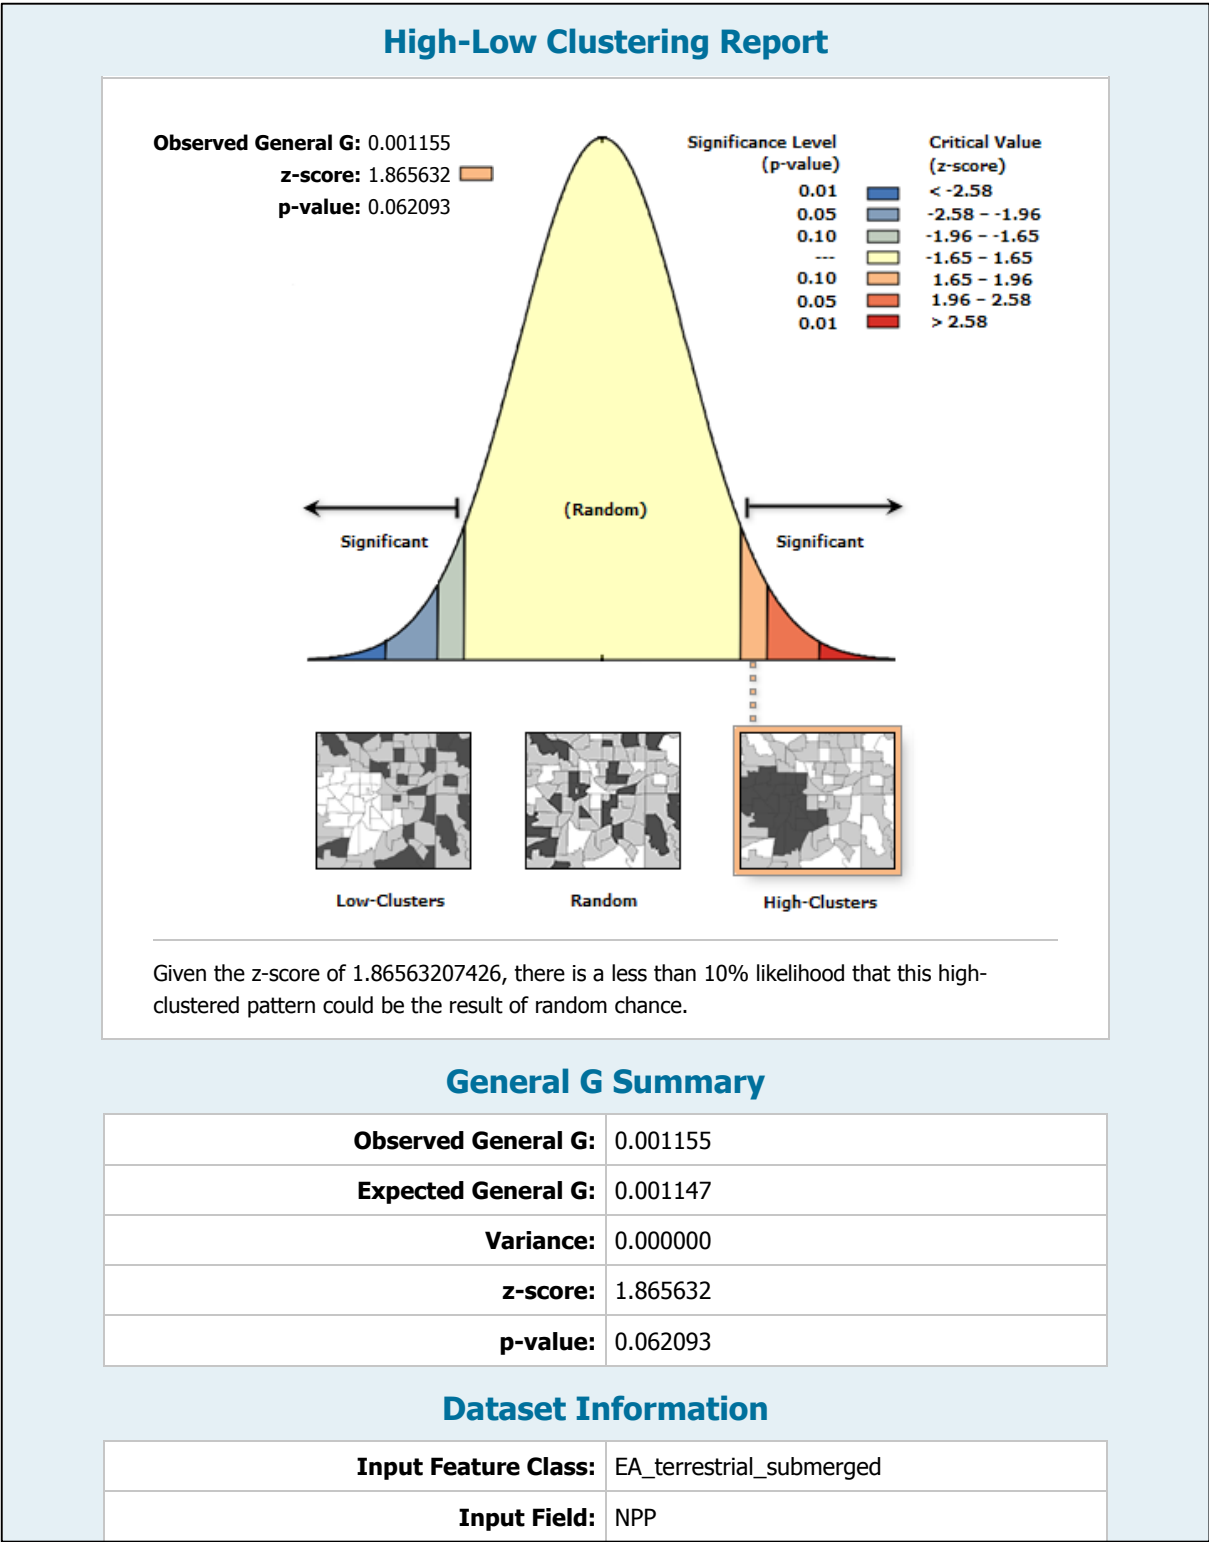 High-Low Clustering Report
Observed General G: 0.001155
z-score: 1.865632
p-value: 0.062093
Significance Level Critical Value
(p-value) (z-score)
0.01 < -2.58
0.05 -2.58 – -1.96
0.10 -1.96 – -1.65
--- -1.65 – 1.65
0.10 1.65 – 1.96
0.05 1.96 – 2.58
0.01 > 2.58
(Random)
Significant Significant
Low-Clusters Random High-Clusters
Given the z-score of 1.86563207426, there is a less than 10% likelihood that this high-
clustered pattern could be the result of random chance.
General G Summary
Observed General G: 0.001155
Expected General G: 0.001147
Variance: 0.000000
z-score: 1.865632
p-value: 0.062093
Dataset Information
Input Feature Class: EA_terrestrial_submerged
Input Field: NPP